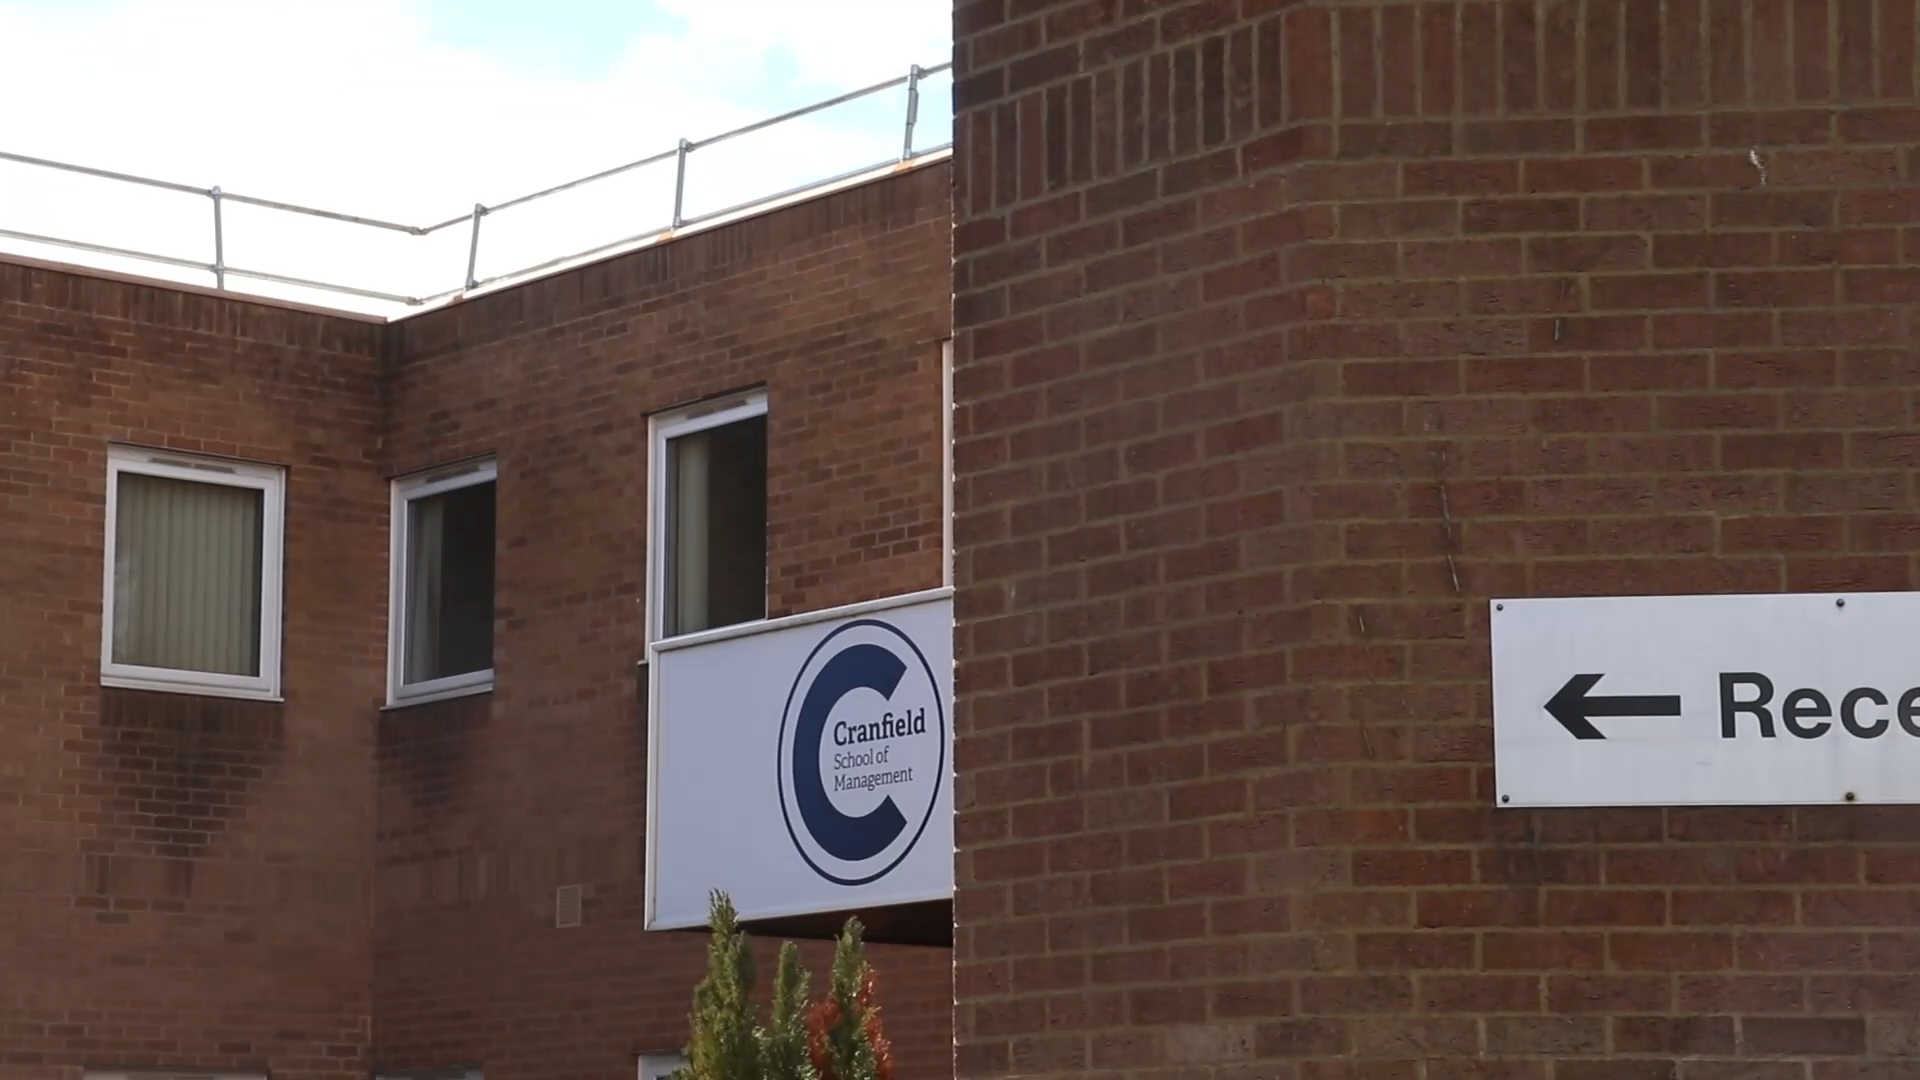 Cranfield
School of
Management
← Rece